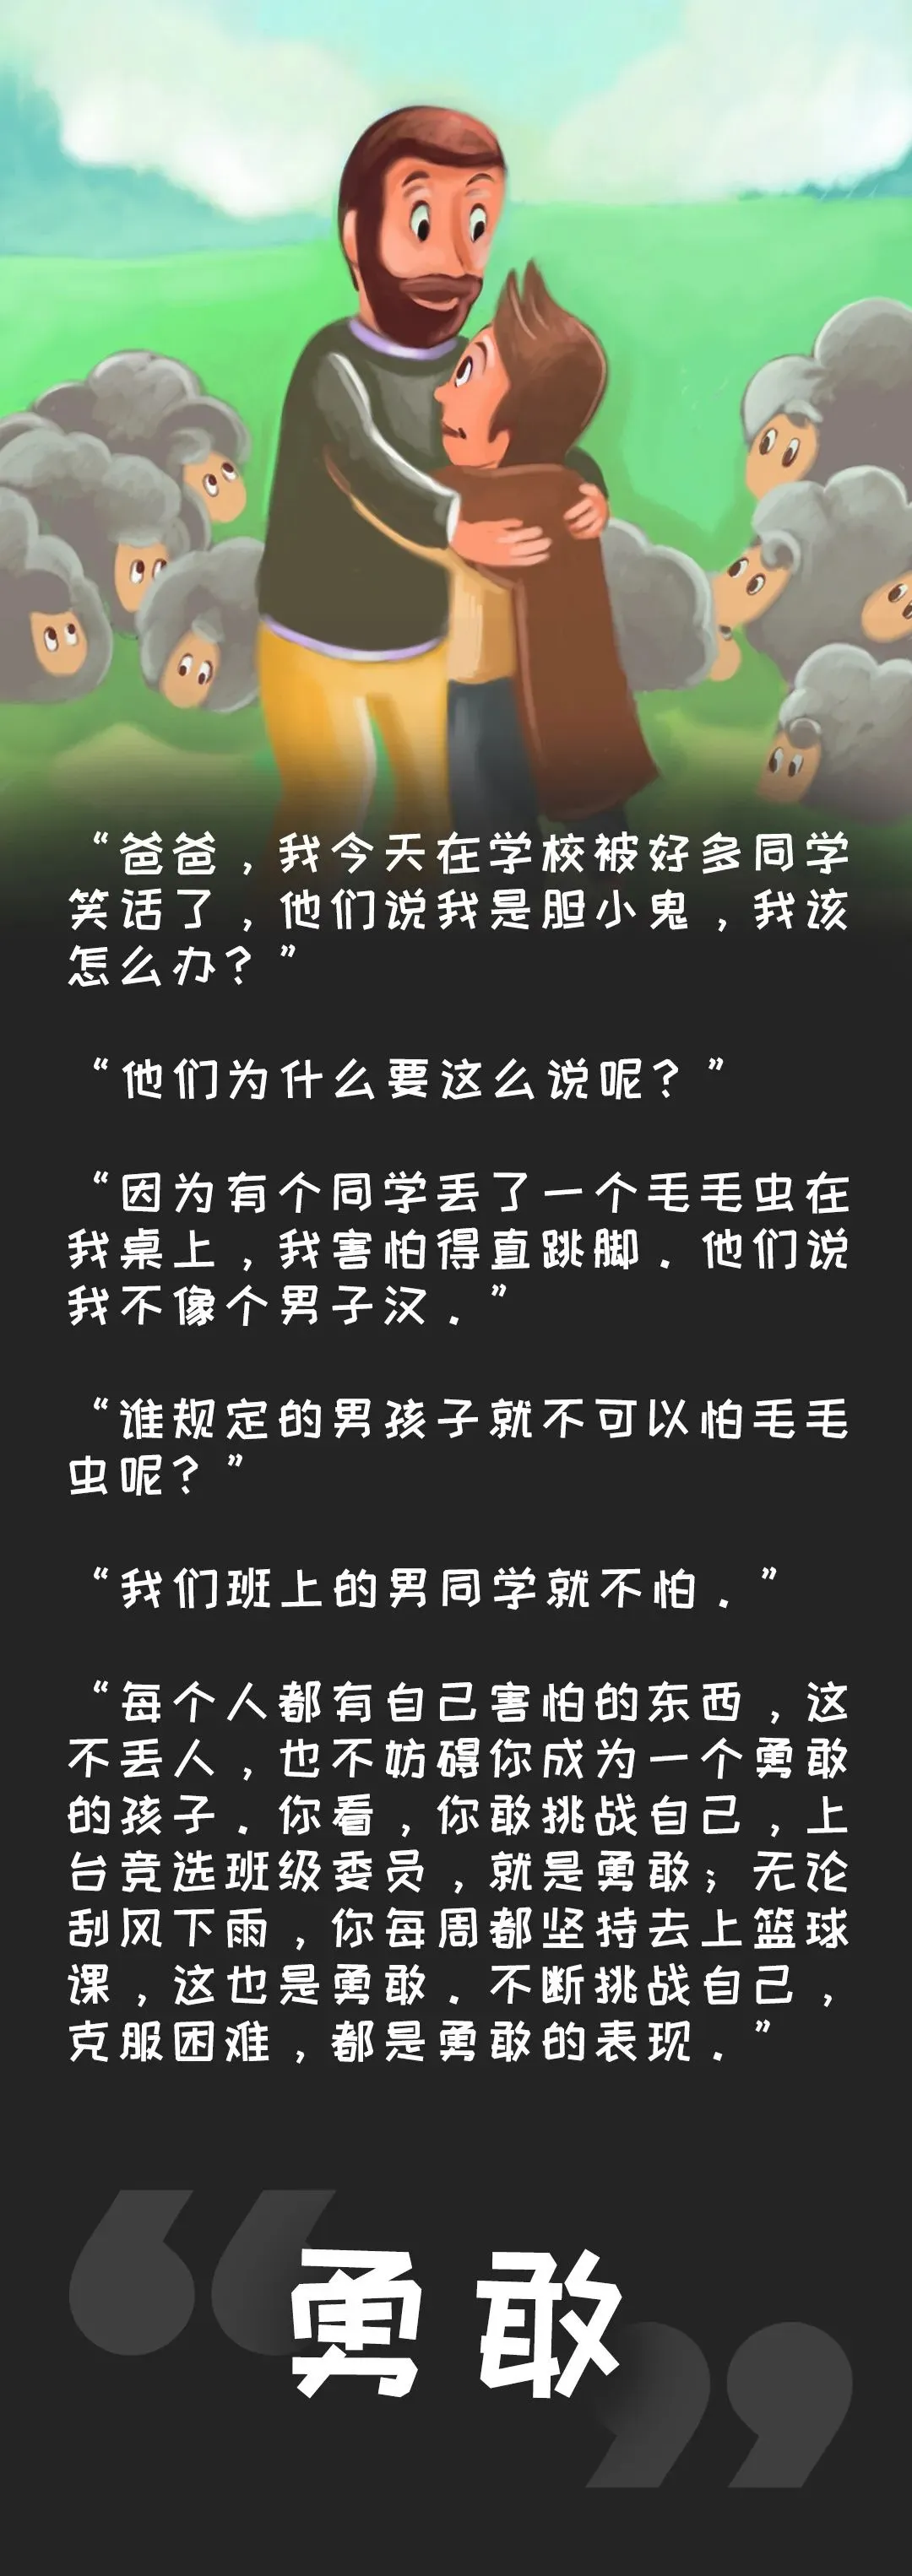 “爸爸，我今天在学校被好多同学
笑话了，他们说我是胆小鬼，我该
怎么办？”
“他们为什么要这么说呢？”
“因为有个同学丢了一个毛毛虫在
我桌上，我害怕得直跳脚．他们说
我不像个男子汉．”
“谁规定的男孩子就不可以怕毛毛
虫呢？”
“我们班上的男同学就不怕．”
“每个人都有自己害怕的东西，这
不丢人，也不妨碍你成为一个勇敢
的孩子．你看，你敢挑战自己，上
台竞选班级委员，就是勇敢；无论
刮风下雨，你每周都坚持去上篮球
课，这也是勇敢．不断挑战自己，
克服困难，都是勇敢的表现．”
“勇敢”